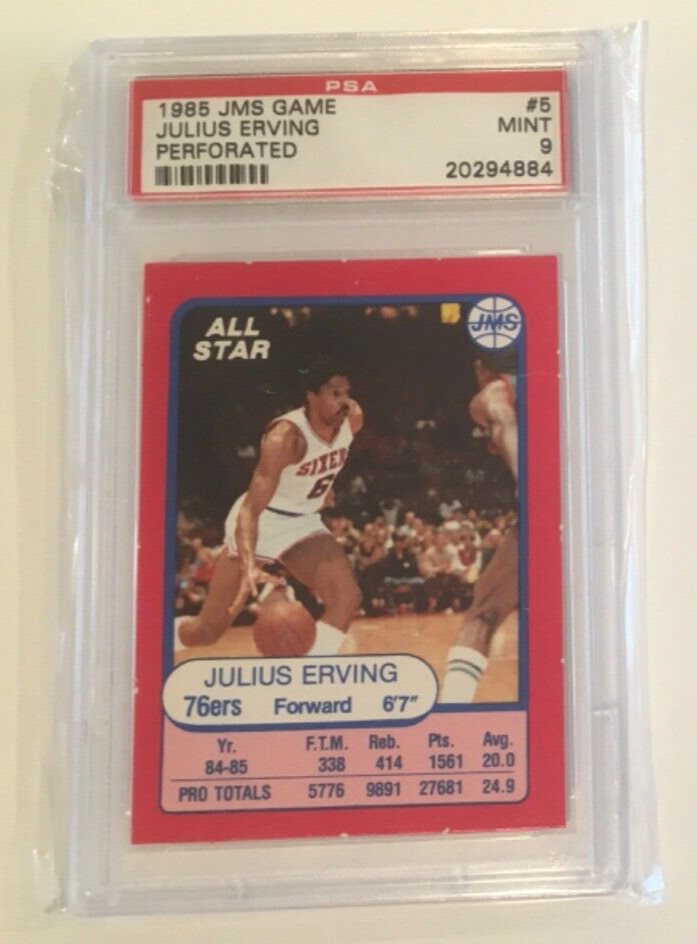 PSA
1985 JMS GAME #5
JULIUS ERVING MINT
PERFORATED 9
20294884
ALL
STAR
JMS
SIXERS
6
JULIUS ERVING
76ers Forward 6'7"
Yr. F.T.M. Reb. Pts. Avg.
84-85 338 414 1561 20.0
PRO TOTALS 5776 9891 27681 24.9